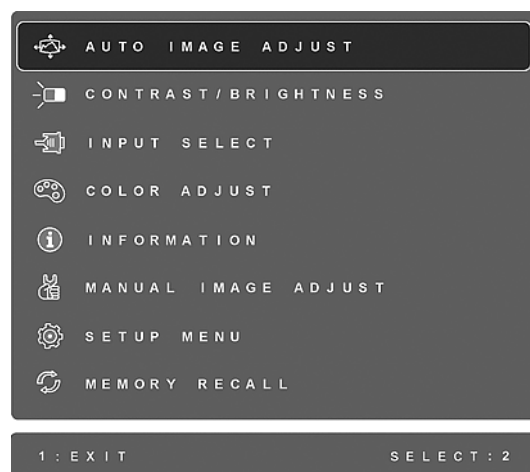 AUTO IMAGE ADJUST
CONTRAST/BRIGHTNESS
INPUT SELECT
COLOR ADJUST
INFORMATION
MANUAL IMAGE ADJUST
SETUP MENU
MEMORY RECALL
1:EXIT SELECT:2